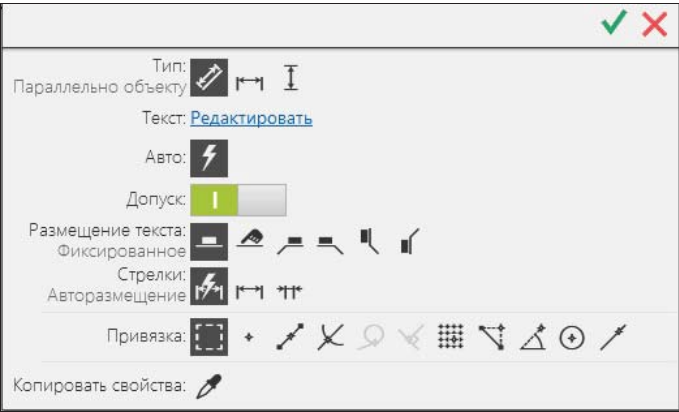 Тип:
Параллельно объекту
Текст: Редактировать
Авто:
Допуск:
Размещение текста:
Фиксированное
Стрелки:
Авторазмещение
Привязка:
Копировать свойства: